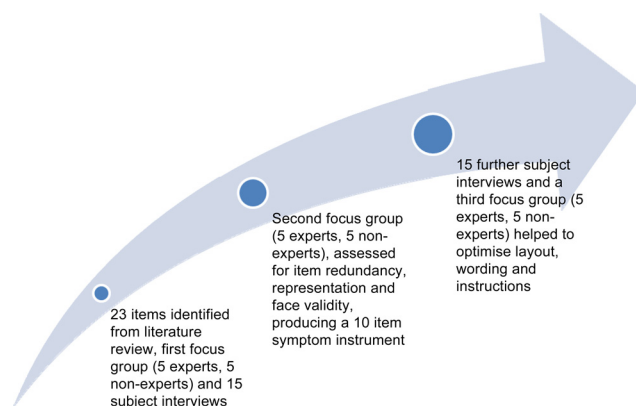 23 items identified
from literature
review, first focus
group (5 experts, 5
non-experts) and 15
subject interviews
Second focus group
(5 experts, 5 non-
experts), assessed
for item redundancy,
representation and
face validity,
producing a 10 item
symptom instrument
15 further subject
interviews and a
third focus group (5
experts, 5 non-
experts) helped to
optimise layout,
wording and
instructions